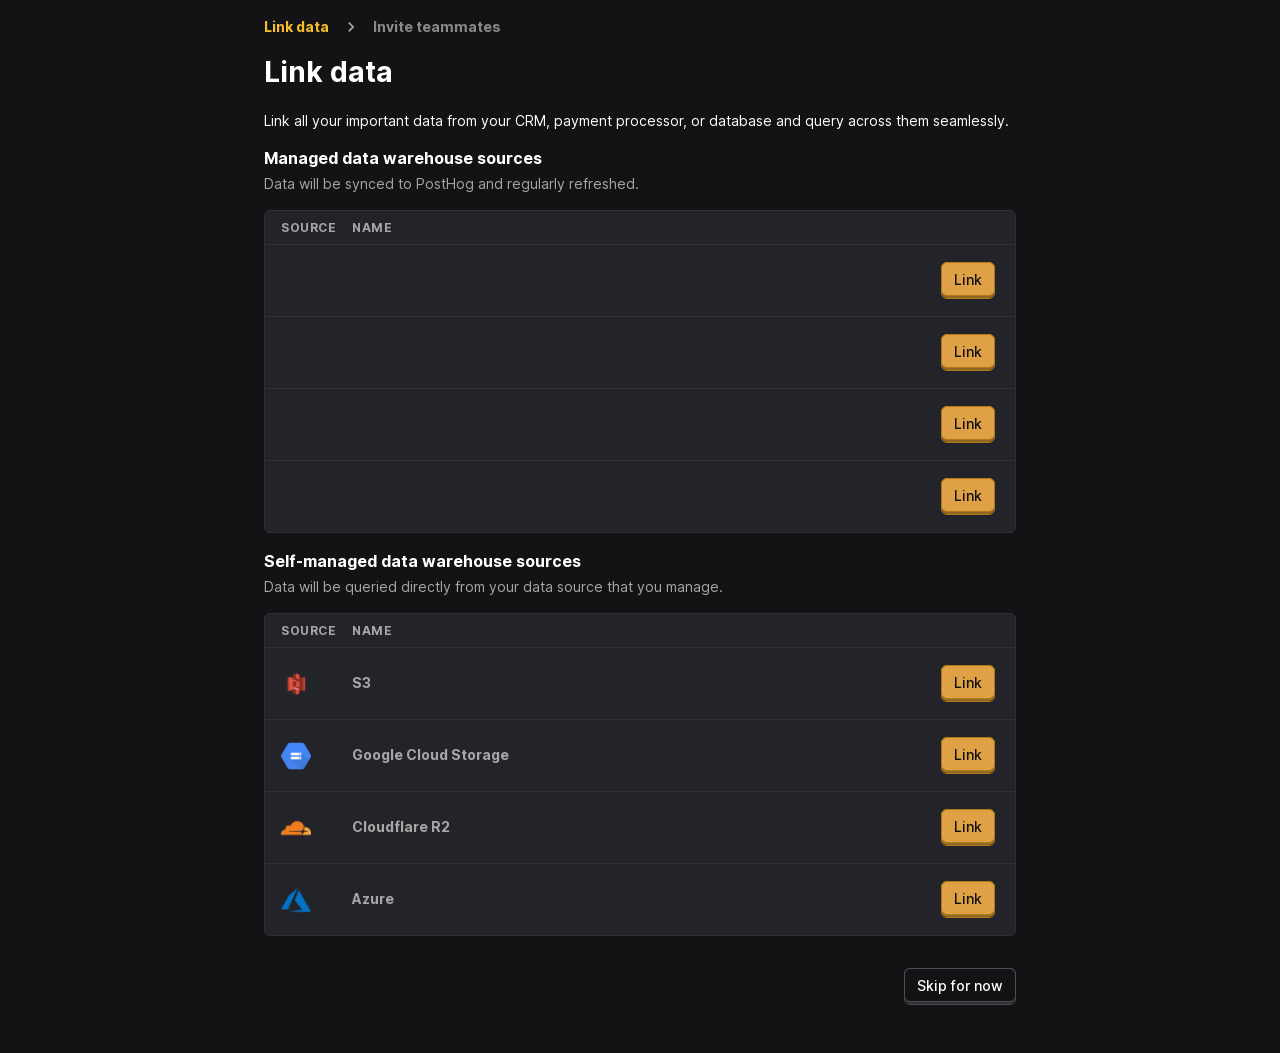 Link data > Invite teammates
Link data
Link all your important data from your CRM, payment processor, or database and query across them seamlessly.
Managed data warehouse sources
Data will be synced to PostHog and regularly refreshed.
SOURCE NAME
Link
Link
Link
Link
Self-managed data warehouse sources
Data will be queried directly from your data source that you manage.
SOURCE NAME
S3 Link
Google Cloud Storage Link
Cloudflare R2 Link
Azure Link
Skip for now